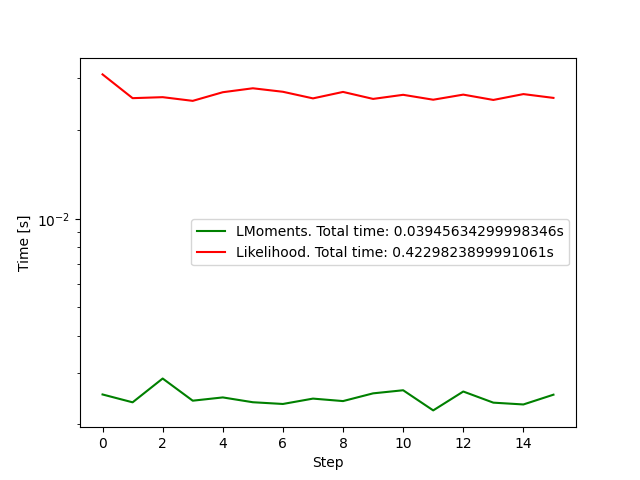 Time [s]
10⁻²
LMoments. Total time: 0.03945634299998346s
Likelihood. Total time: 0.4229823899991061s
0 2 4 6 8 10 12 14
Step